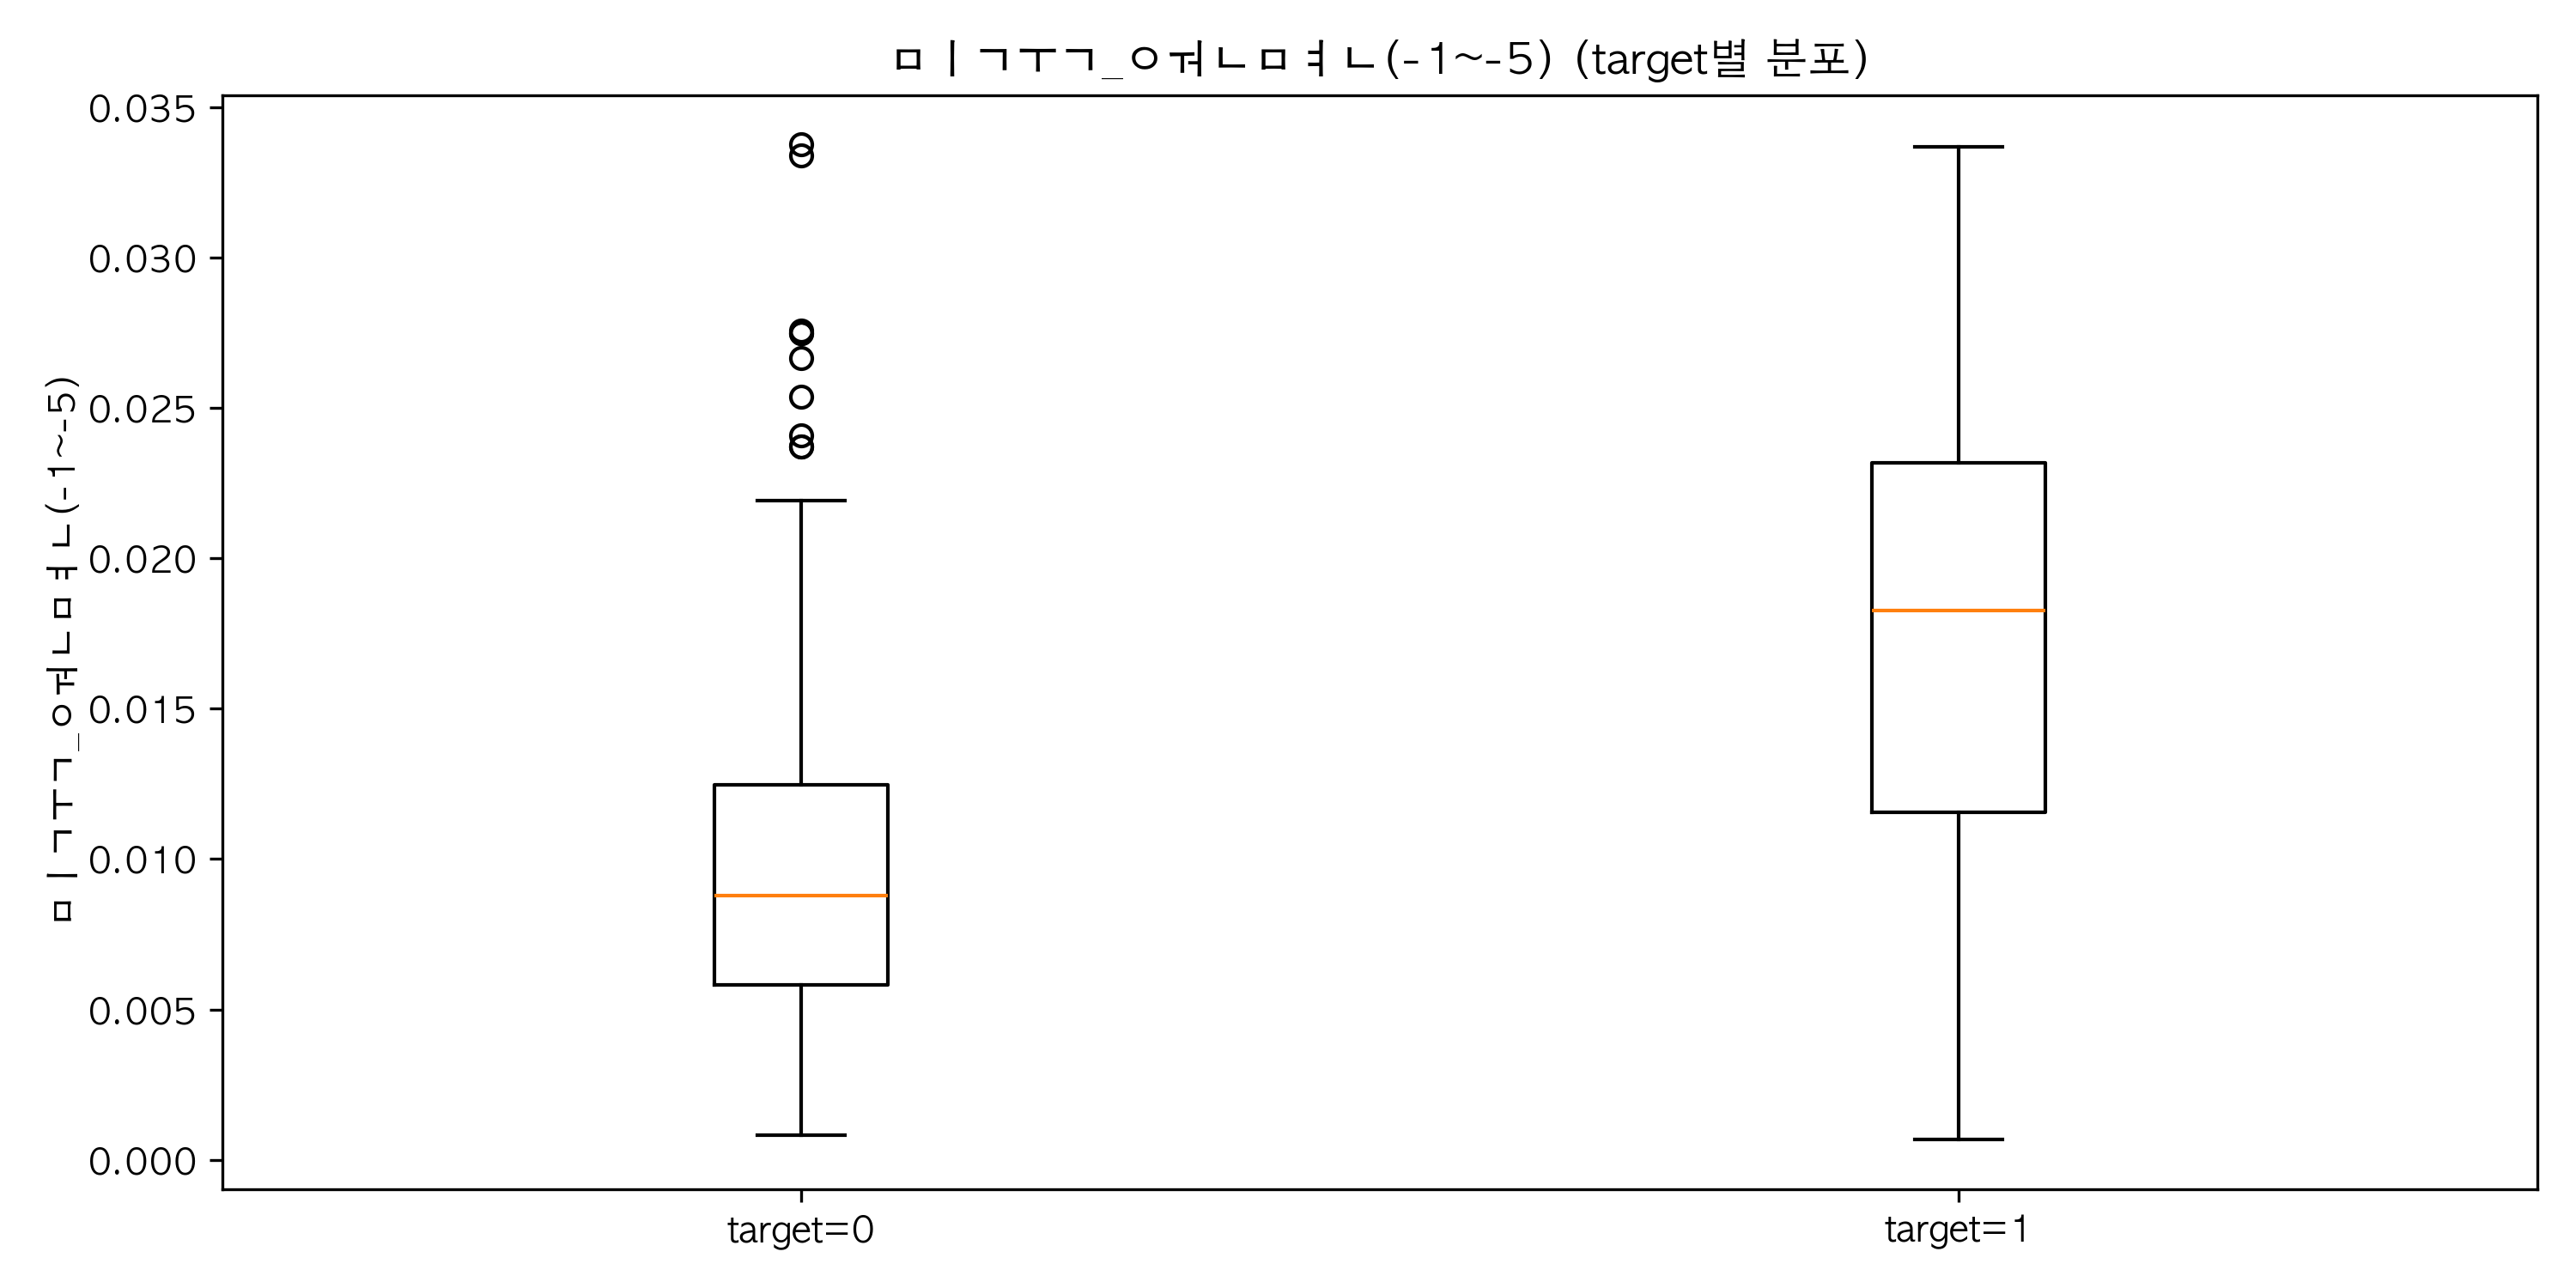 ㅁㅣㄱㅜㄱ_ㅇㅝㄴㅁㅕㄴ(-1~-5) (target별 분포)
0.035
0.030
0.025
0.020
0.015
0.010
0.005
0.000
ㅁㅣㄱㅜㄱ_ㅇㅝㄴㅁㅕㄴ(-1~-5)
target=0
target=1